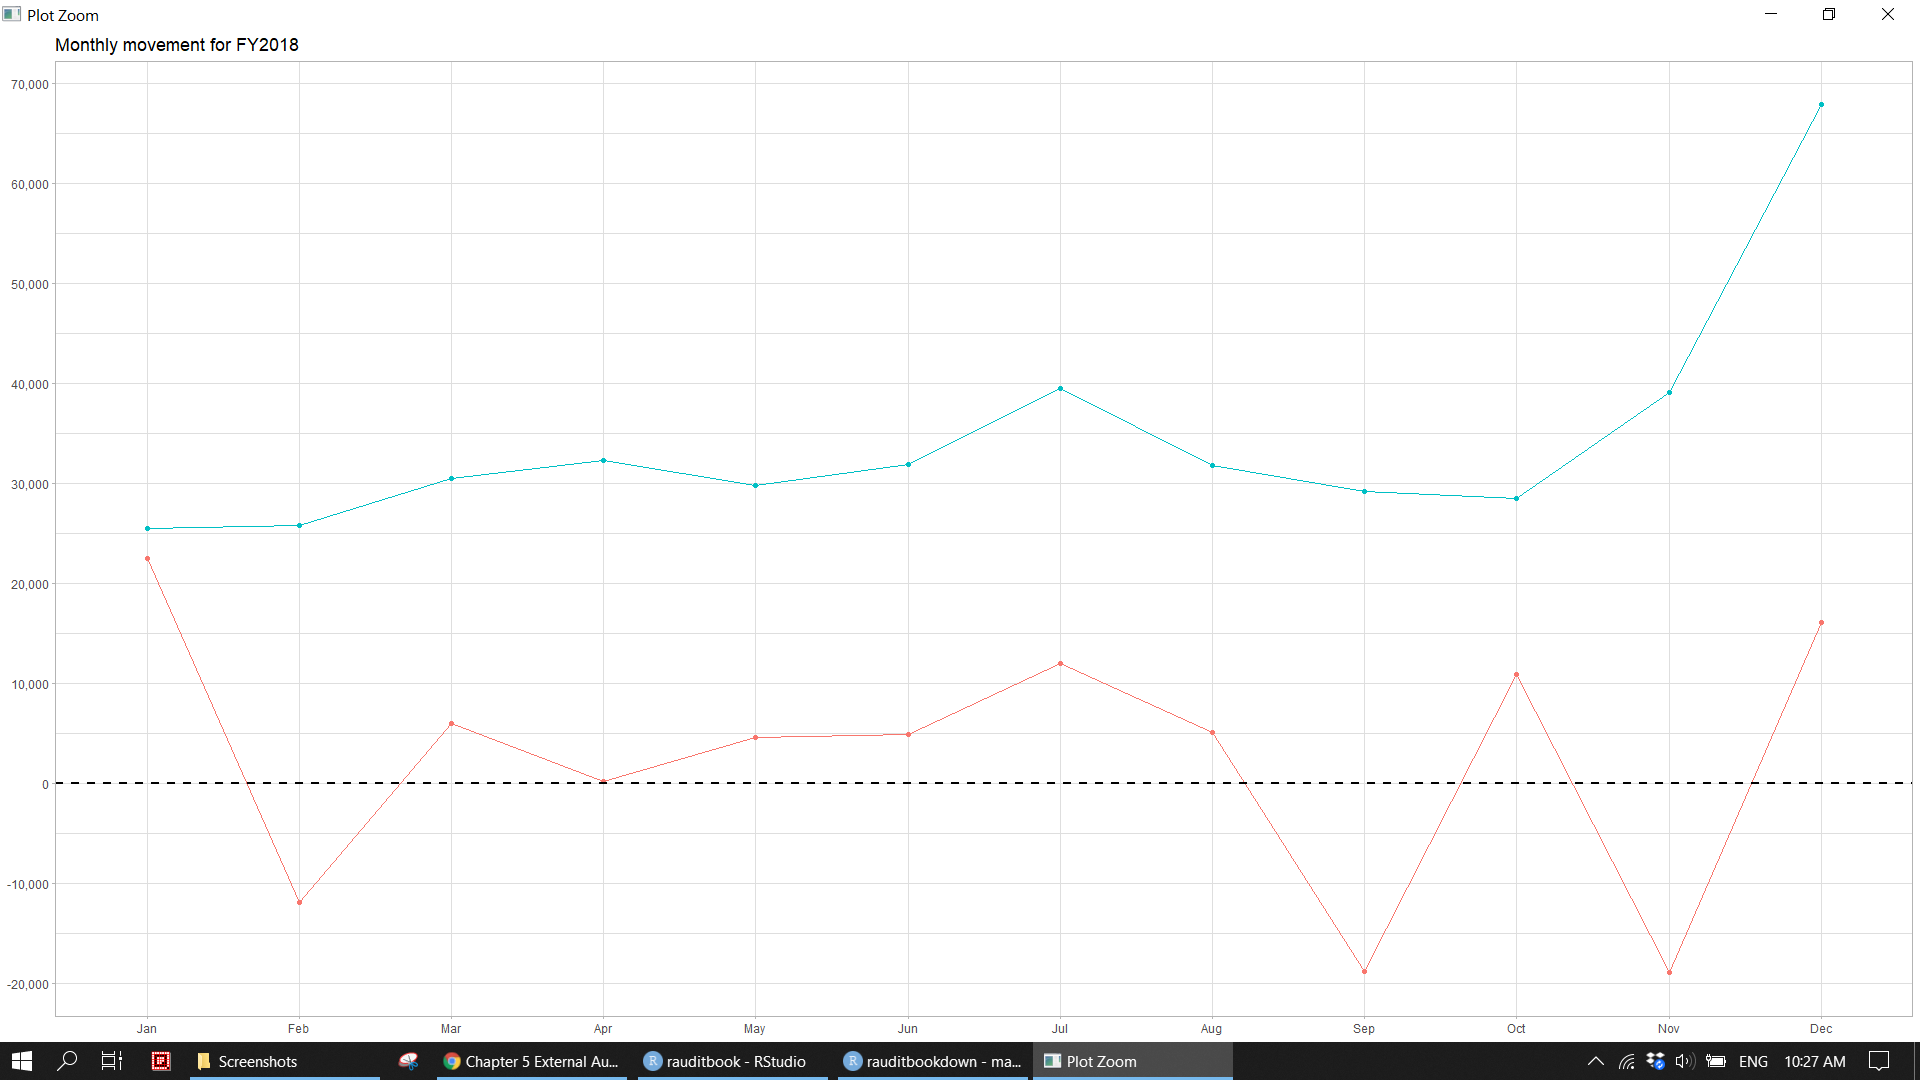 Plot Zoom
Monthly movement for FY2018
70,000
60,000
50,000
40,000
30,000
20,000
10,000
0
-10,000
-20,000
Jan Feb Mar Apr May Jun Jul Aug Sep Oct Nov Dec
Screenshots Chapter 5 External Au... rauditbook - RStudio rauditbookdown - ma... Plot Zoom ENG 10:27 AM